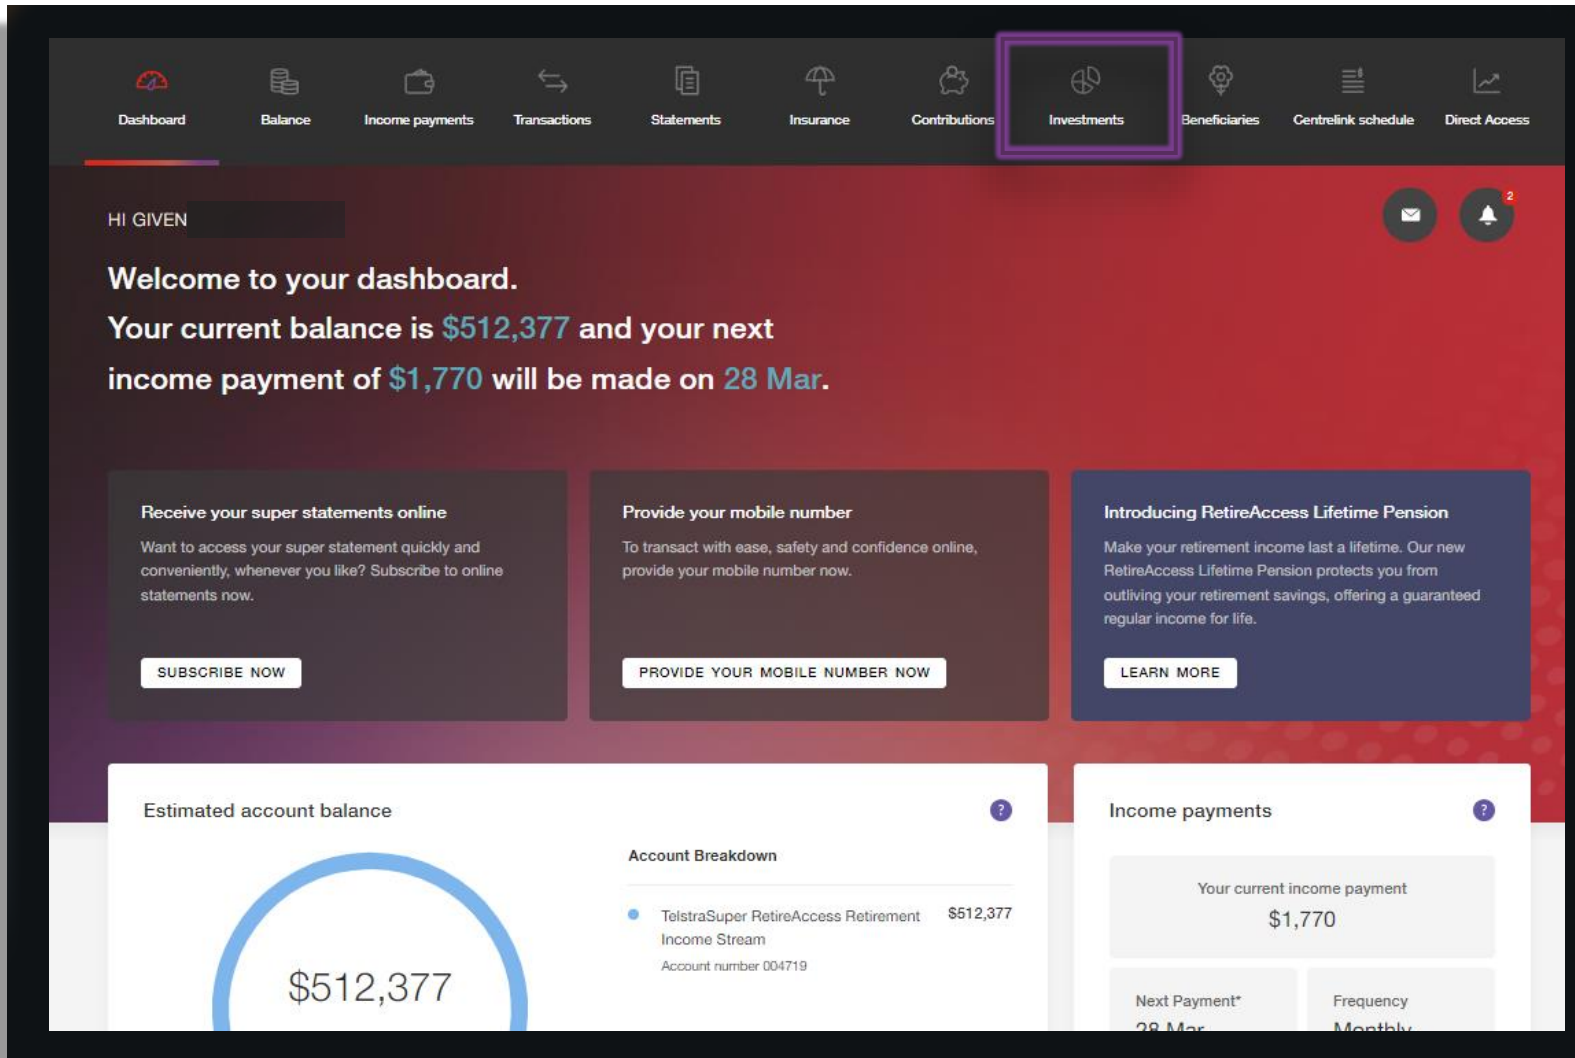 Dashboard
Balance
Income payments
Transactions
Statements
Insurance
Contributions
Investments
Beneficiaries
Centrelink schedule
Direct Access
HI GIVEN
2
Welcome to your dashboard.
Your current balance is $512,377 and your next
income payment of $1,770 will be made on 28 Mar.
Receive your super statements online
Want to access your super statement quickly and
conveniently, whenever you like? Subscribe to online
statements now.
SUBSCRIBE NOW
Provide your mobile number
To transact with ease, safety and confidence online,
provide your mobile number now.
PROVIDE YOUR MOBILE NUMBER NOW
Introducing RetireAccess Lifetime Pension
Make your retirement income last a lifetime. Our new
RetireAccess Lifetime Pension protects you from
outliving your retirement savings, offering a guaranteed
regular income for life.
LEARN MORE
Estimated account balance
?
$512,377
Account Breakdown
TelstraSuper RetireAccess Retirement $512,377
Income Stream
Account number 004719
Income payments
?
Your current income payment
$1,770
Next Payment*
28 Mar
Frequency
Monthly